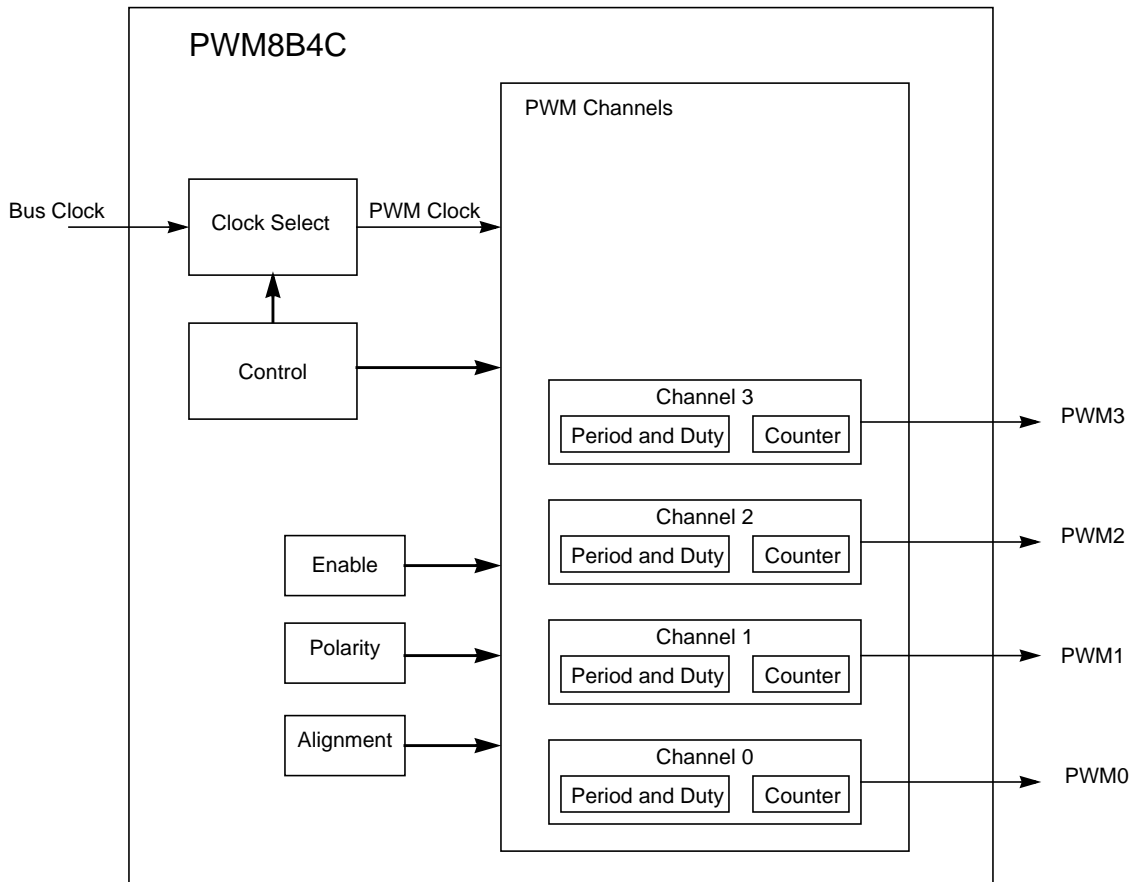 PWM8B4C
PWM Channels
Bus Clock
Clock Select
PWM Clock
Control
Channel 3
Period and Duty
Counter
PWM3
Channel 2
Period and Duty
Counter
PWM2
Enable
Channel 1
Period and Duty
Counter
PWM1
Polarity
Alignment
Channel 0
Period and Duty
Counter
PWM0